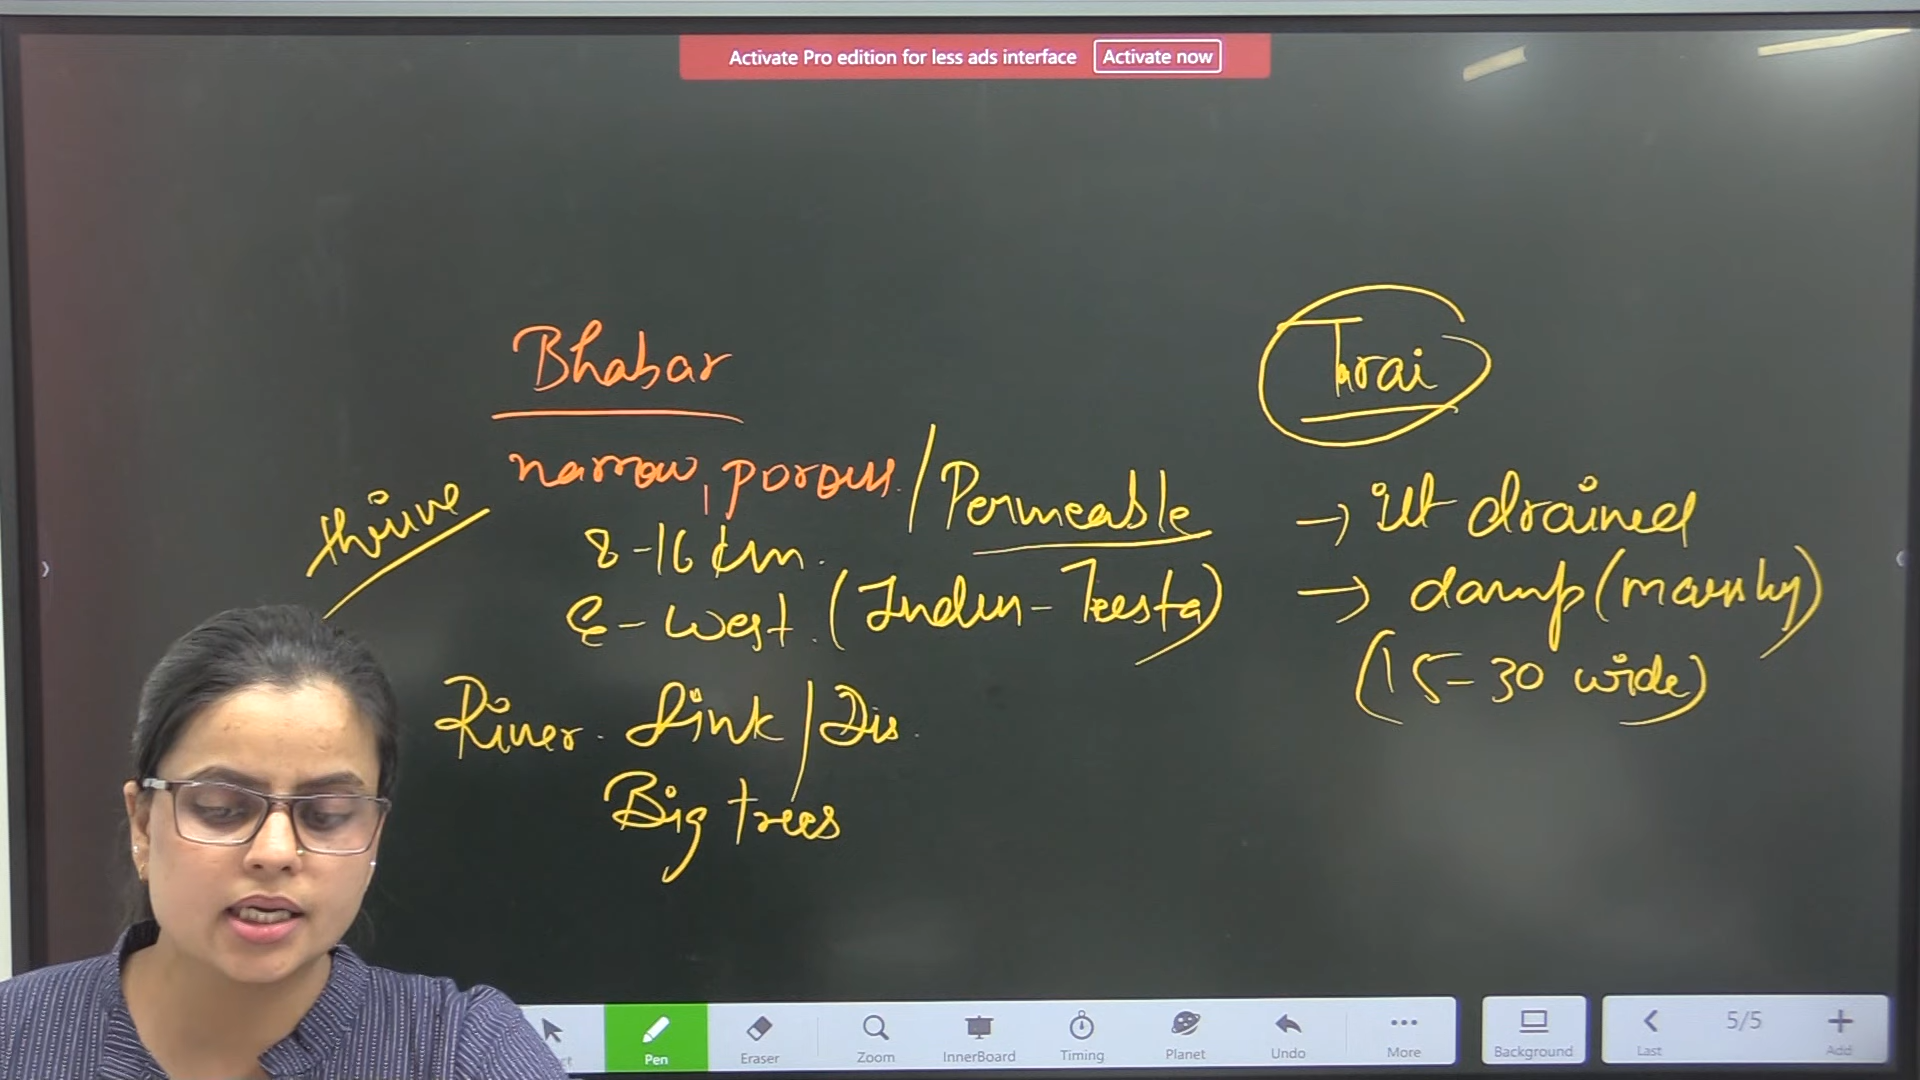 Activate Pro edition for less ads interface Activate now
Bhabar
narrow, porous / Permeable
8-16 km.
E-west. (Indus-Teesta)
River. Sink / Dis.
Big trees
Tarai
→ ill drained
→ damp (marshy)
(15-30 wide)
Pen
Eraser
Zoom
InnerBoard
Timing
Planet
Undo
More
Background
Last
5/5
Add